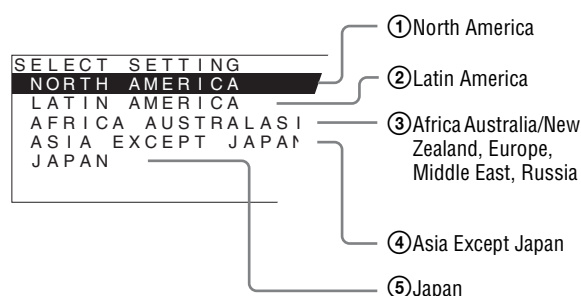 SELECT SETTING
NORTH AMERICA
LATIN AMERICA
AFRICA AUSTRALASI
ASIA EXCEPT JAPAN
JAPAN
①North America
②Latin America
③Africa Australia/New
Zealand, Europe,
Middle East, Russia
④Asia Except Japan
⑤Japan